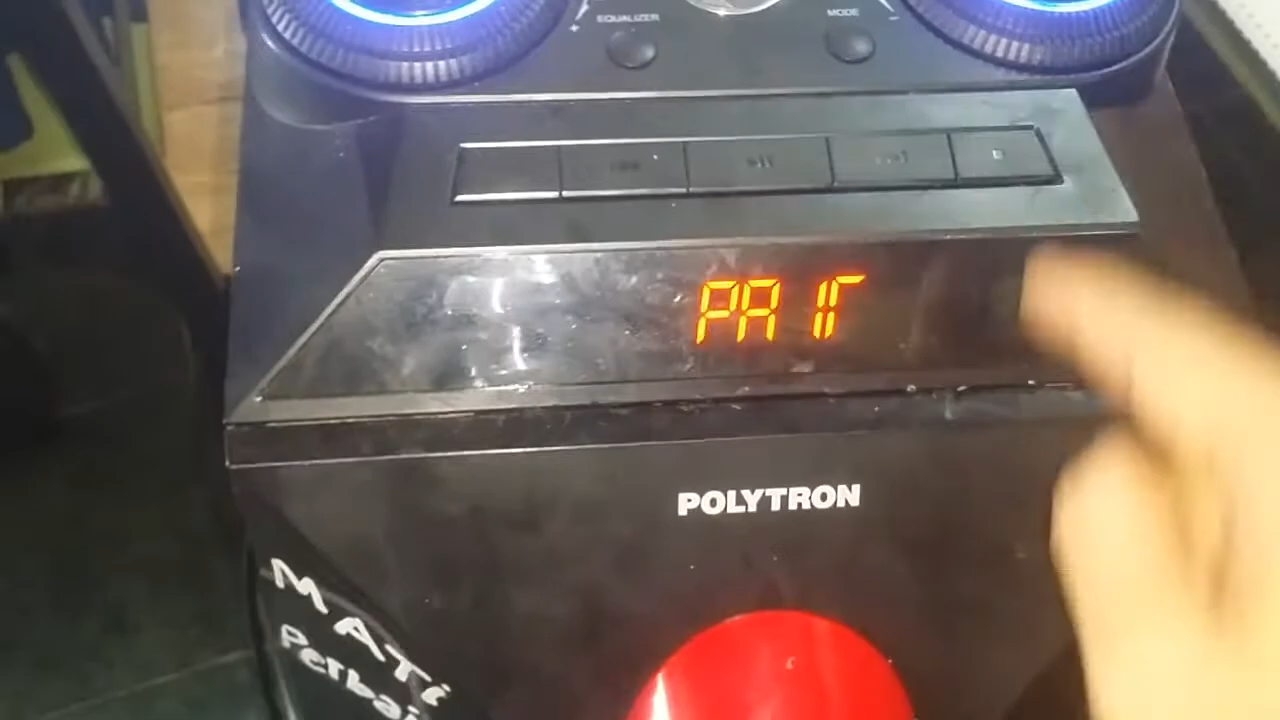 EQUALIZER
MODE
+
-
PAIr
POLYTRON
MATi
Perbai